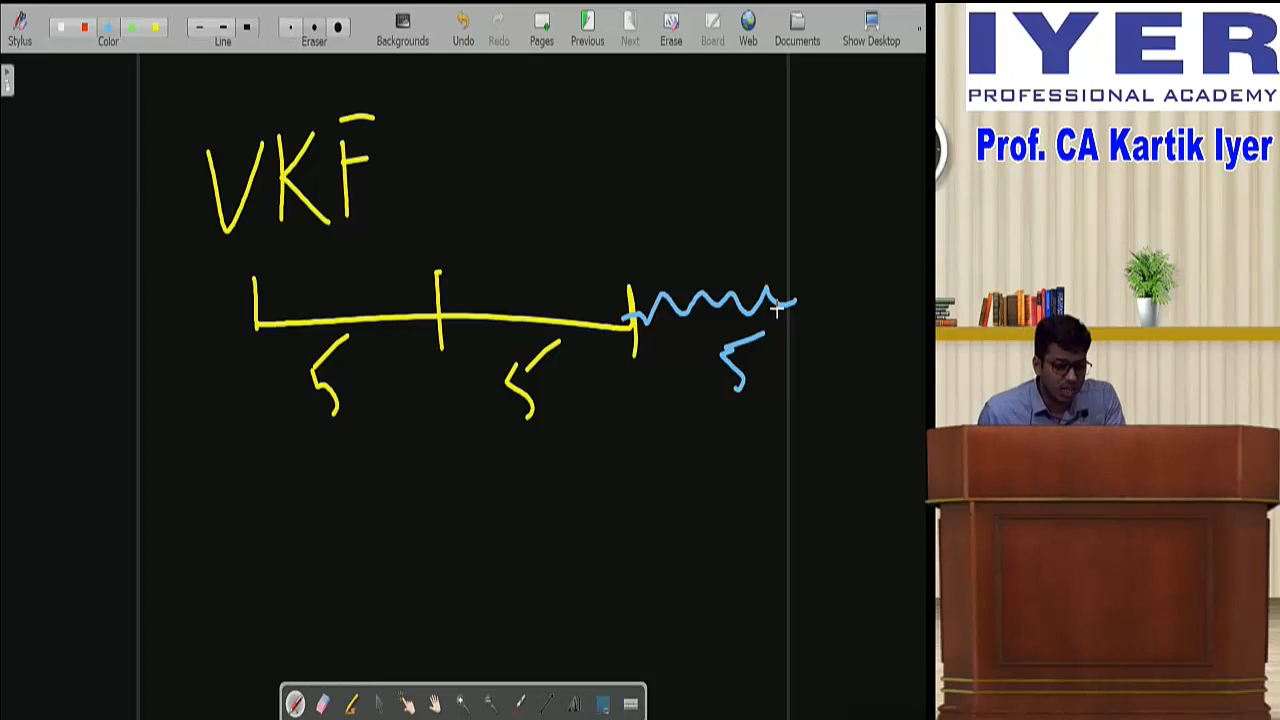 Stylus
Color
Line
Eraser
Backgrounds
Undo
Redo
Pages
Previous
Next
Erase
Board
Web
Documents
Show Desktop
IYER
PROFESSIONAL ACADEMY
Prof. CA Kartik Iyer
VKF
5 5 5